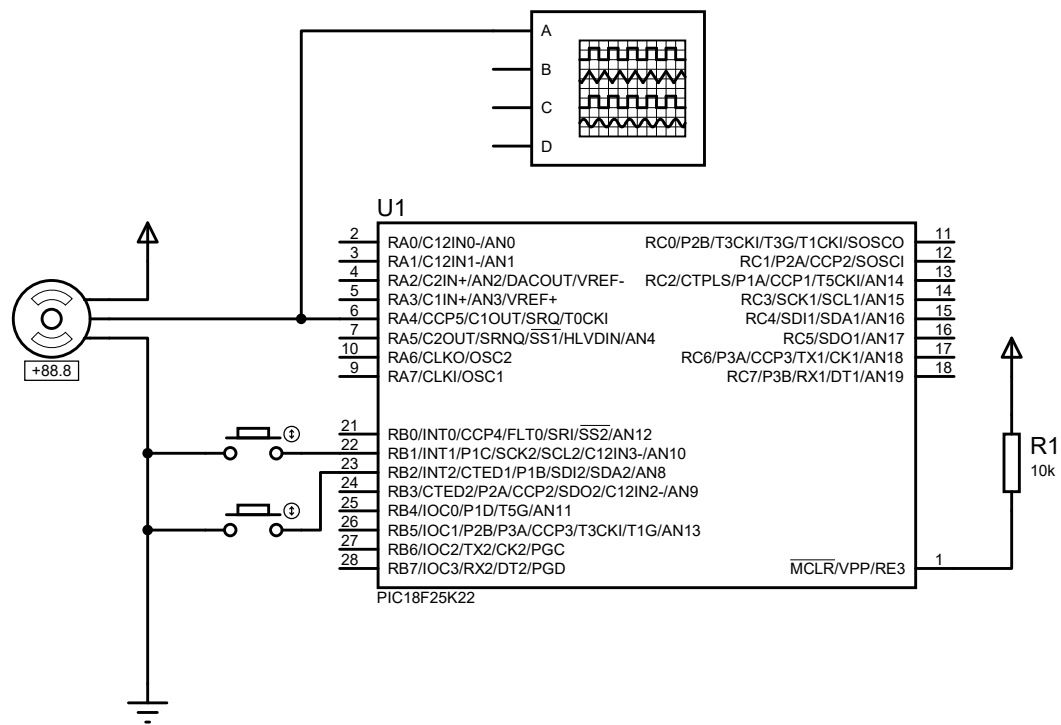 A
B
C
D
U1
2 RA0/C12IN0-/AN0 RC0/P2B/T3CKI/T3G/T1CKI/SOSCO 11
3 RA1/C12IN1-/AN1 RC1/P2A/CCP2/SOSCI 12
4 RA2/C2IN+/AN2/DACOUT/VREF- RC2/CTPLS/P1A/CCP1/T5CKI/AN14 13
5 RA3/C1IN+/AN3/VREF+ RC3/SCK1/SCL1/AN15 14
6 RA4/CCP5/C1OUT/SRQ/T0CKI RC4/SDI1/SDA1/AN16 15
7 RA5/C2OUT/SRNQ/SS1/HLVDIN/AN4 RC5/SDO1/AN17 16
10 RA6/CLKO/OSC2 RC6/P3A/CCP3/TX1/CK1/AN18 17
9 RA7/CLKI/OSC1 RC7/P3B/RX1/DT1/AN19 18
+88.8
21 RB0/INT0/CCP4/FLT0/SRI/SS2/AN12
22 RB1/INT1/P1C/SCK2/SCL2/C12IN3-/AN10
23 RB2/INT2/CTED1/P1B/SDI2/SDA2/AN8
24 RB3/CTED2/P2A/CCP2/SDO2/C12IN2-/AN9
25 RB4/IOC0/P1D/T5G/AN11
26 RB5/IOC1/P2B/P3A/CCP3/T3CKI/T1G/AN13
27 RB6/IOC2/TX2/CK2/PGC
28 RB7/IOC3/RX2/DT2/PGD MCLR/VPP/RE3 1
R1
10k
PIC18F25K22